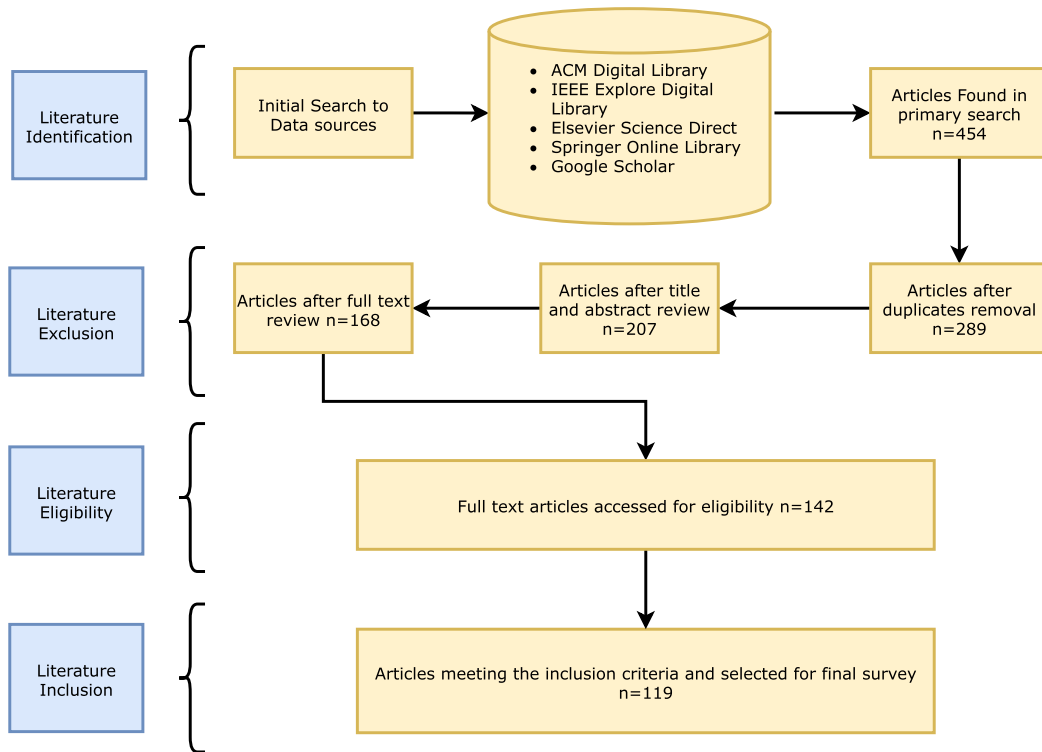 Literature
Identification
Initial Search to
Data sources
• ACM Digital Library
• IEEE Explore Digital
Library
• Elsevier Science Direct
• Springer Online Library
• Google Scholar
Articles Found in
primary search
n=454
Literature
Exclusion
Articles after full text
review n=168
Articles after title
and abstract review
n=207
Articles after
duplicates removal
n=289
Literature
Eligibility
Full text articles accessed for eligibility n=142
Literature
Inclusion
Articles meeting the inclusion criteria and selected for final survey
n=119